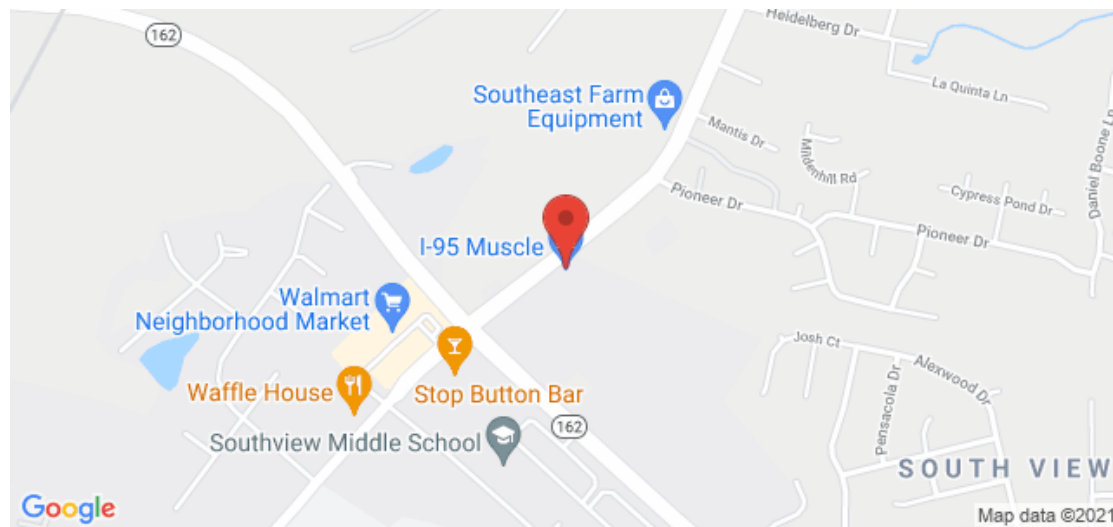 Heidelberg Dr
162
La Quinta Ln
Southeast Farm
Equipment
Mantis Dr
Mildenhill Rd
Daniel Boone Ln
Pioneer Dr
Cypress Pond Dr
Pioneer Dr
I-95 Muscle
Walmart
Neighborhood Market
Josh Ct
Alexwood Dr
Pensacola Dr
Waffle House
Stop Button Bar
162
Southview Middle School
SOUTH VIEW
Google
Map data ©2021